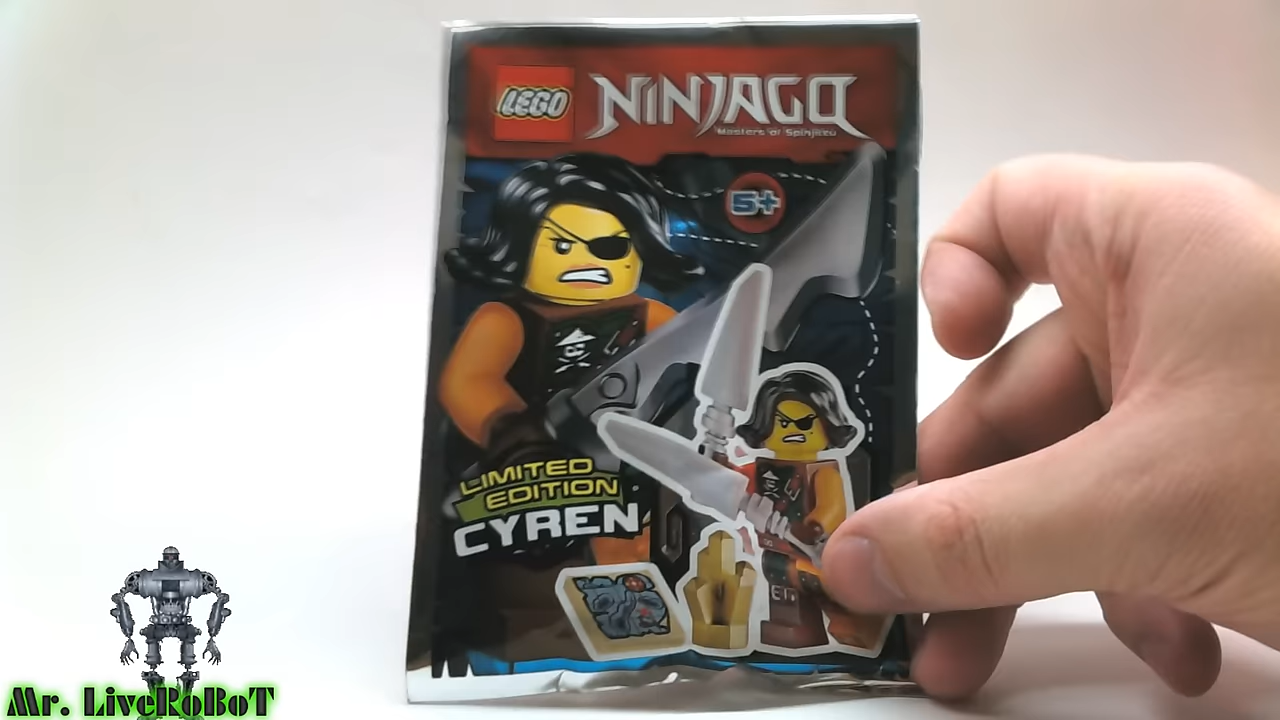 LEGO NINJAGO
Masters of Spinjitzu
5+
LIMITED
EDITION
CYREN
Mr. LiveRoBoT